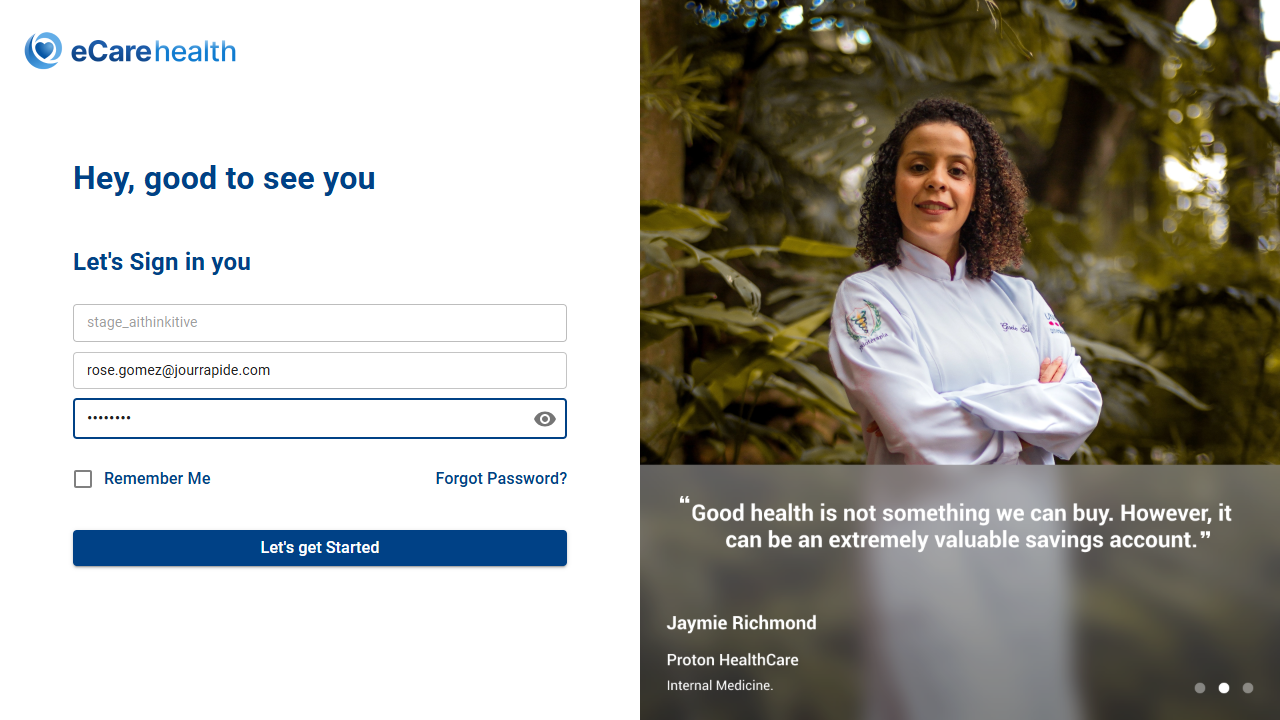 eCarehealth
Hey, good to see you
Let's Sign in you
stage_aithinkitive
rose.gomez@jourrapide.com
••••••••
Remember Me
Forgot Password?
Let's get Started
❝Good health is not something we can buy. However, it
can be an extremely valuable savings account.❞
Jaymie Richmond
Proton HealthCare
Internal Medicine.